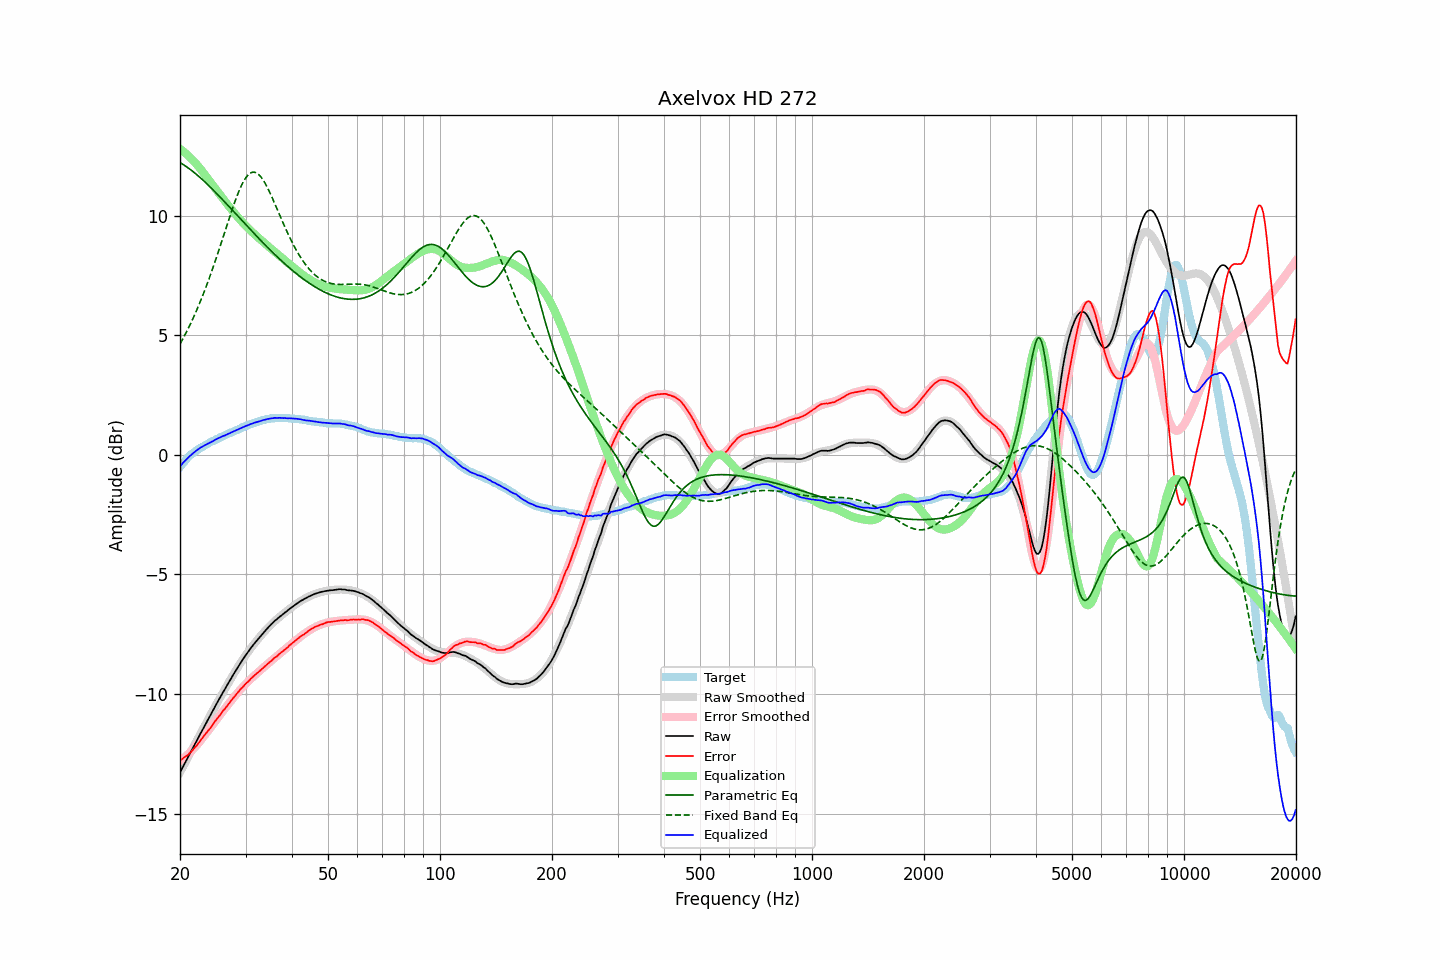 Axelvox HD 272
Amplitude (dBr)
10
5
0
−5
−10
−15
Target
Raw Smoothed
Error Smoothed
Raw
Error
Equalization
Parametric Eq
Fixed Band Eq
Equalized
20 50 100 200 500 1000 2000 5000 10000 20000
Frequency (Hz)